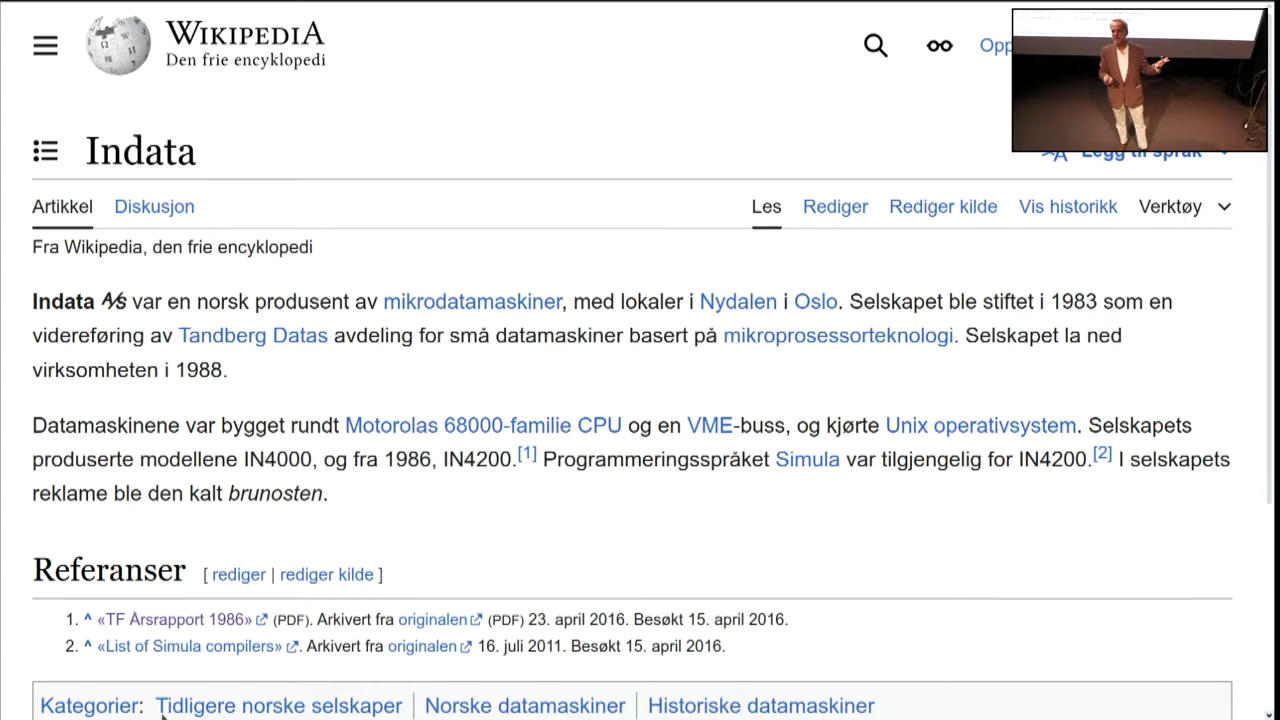 WIKIPEDIA
Den frie encyklopedi
Opp
Indata
Legg til språk
Artikkel Diskusjon Les Rediger Rediger kilde Vis historikk Verktøy
Fra Wikipedia, den frie encyklopedi
Indata A/S var en norsk produsent av mikrodatamaskiner, med lokaler i Nydalen i Oslo. Selskapet ble stiftet i 1983 som en
videreføring av Tandberg Datas avdeling for små datamaskiner basert på mikroprosessorteknologi. Selskapet la ned
virksomheten i 1988.
Datamaskinene var bygget rundt Motorolas 68000-familie CPU og en VME-buss, og kjørte Unix operativsystem. Selskapets
produserte modellene IN4000, og fra 1986, IN4200.[1] Programmeringsspråket Simula var tilgjengelig for IN4200.[2] I selskapets
reklame ble den kalt brunosten.
Referanser [ rediger | rediger kilde ]
1. ^ «TF Årsrapport 1986» (PDF). Arkivert fra originalen (PDF) 23. april 2016. Besøkt 15. april 2016.
2. ^ «List of Simula compilers». Arkivert fra originalen 16. juli 2011. Besøkt 15. april 2016.
Kategorier: Tidligere norske selskaper | Norske datamaskiner | Historiske datamaskiner